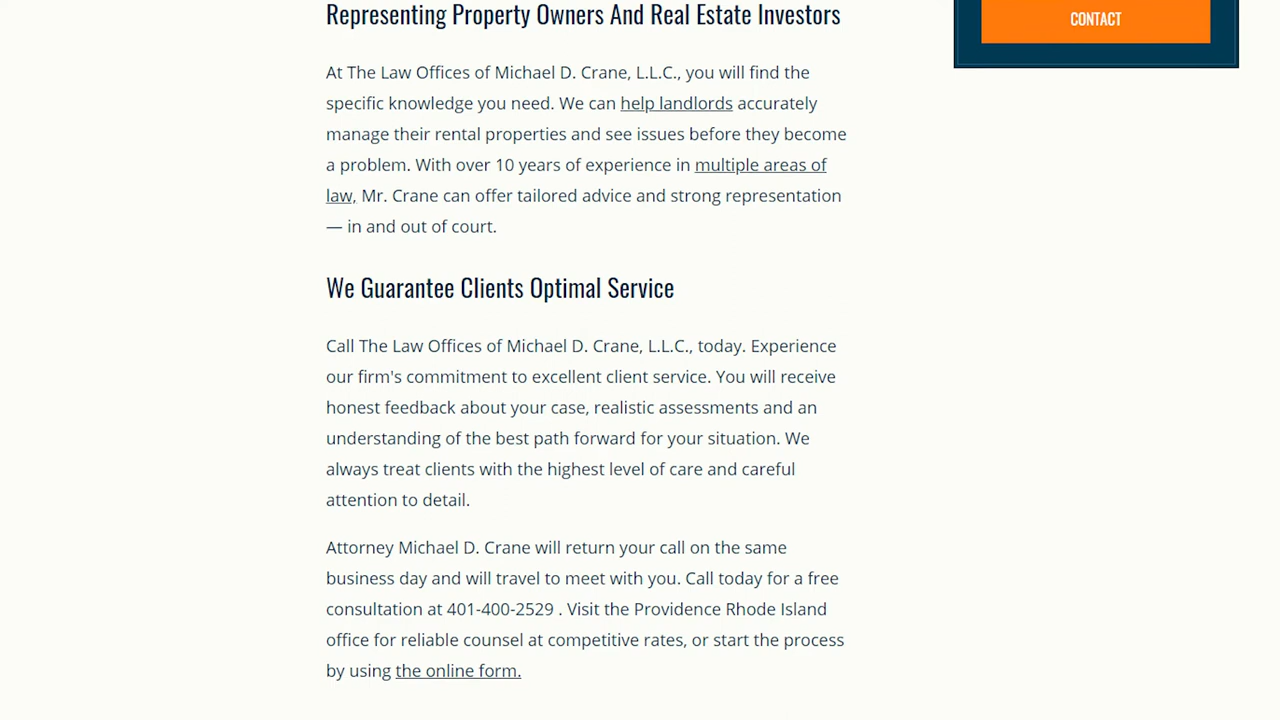 Representing Property Owners And Real Estate Investors
CONTACT
At The Law Offices of Michael D. Crane, L.L.C., you will find the
specific knowledge you need. We can help landlords accurately
manage their rental properties and see issues before they become
a problem. With over 10 years of experience in multiple areas of
law, Mr. Crane can offer tailored advice and strong representation
— in and out of court.
We Guarantee Clients Optimal Service
Call The Law Offices of Michael D. Crane, L.L.C., today. Experience
our firm's commitment to excellent client service. You will receive
honest feedback about your case, realistic assessments and an
understanding of the best path forward for your situation. We
always treat clients with the highest level of care and careful
attention to detail.
Attorney Michael D. Crane will return your call on the same
business day and will travel to meet with you. Call today for a free
consultation at 401-400-2529 . Visit the Providence Rhode Island
office for reliable counsel at competitive rates, or start the process
by using the online form.